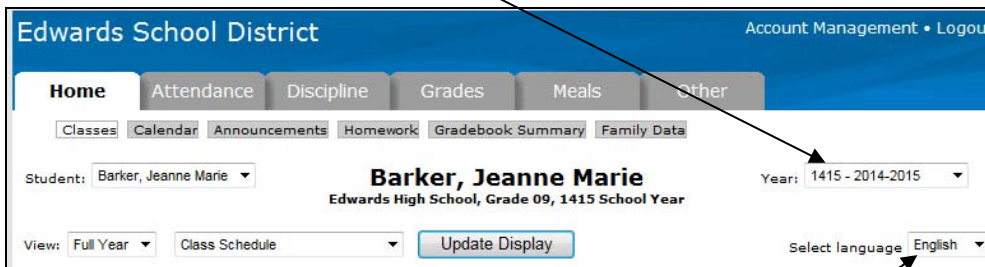 Edwards School District Account Management • Logou
Home Attendance Discipline Grades Meals Other
Classes Calendar Announcements Homework Gradebook Summary Family Data
Student: Barker, Jeanne Marie Barker, Jeanne Marie Year: 1415 - 2014-2015
Edwards High School, Grade 09, 1415 School Year
View: Full Year Class Schedule Update Display Select language English